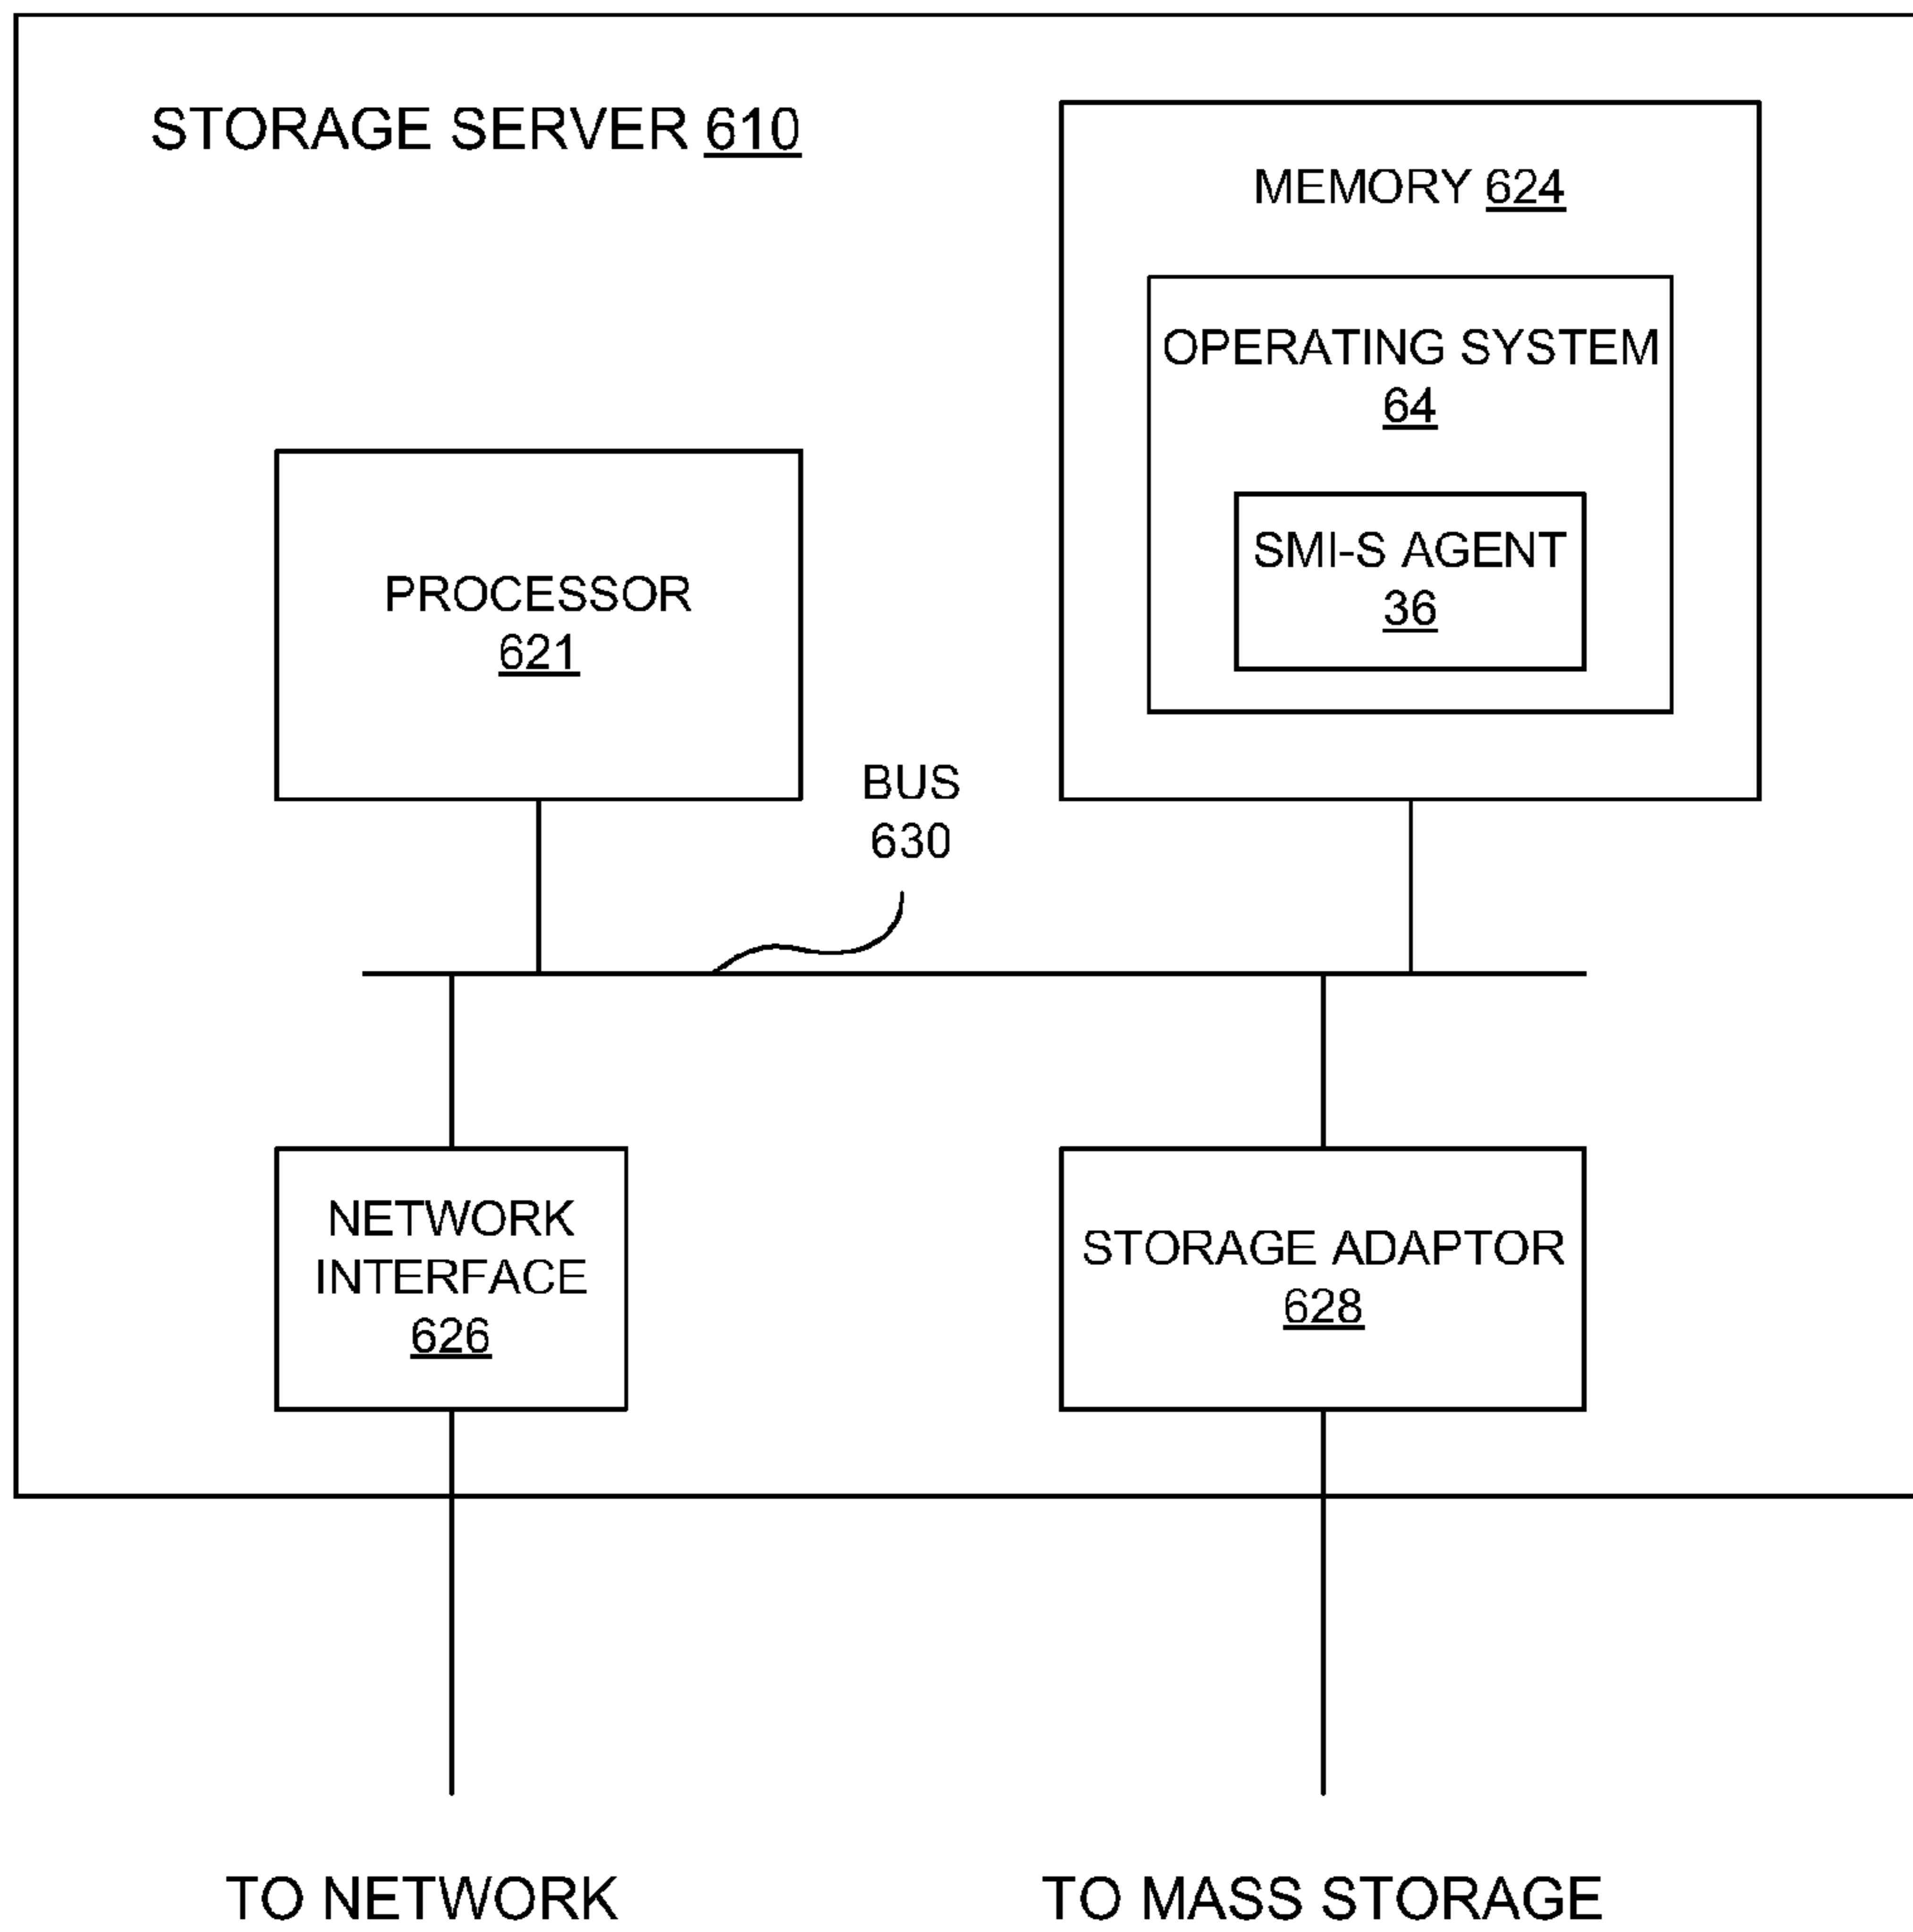 STORAGE SERVER 610
MEMORY 624
OPERATING SYSTEM
64
SMI-S AGENT
36
PROCESSOR
621
BUS
630
NETWORK
INTERFACE
626
STORAGE ADAPTOR
628
TO NETWORK
TO MASS STORAGE